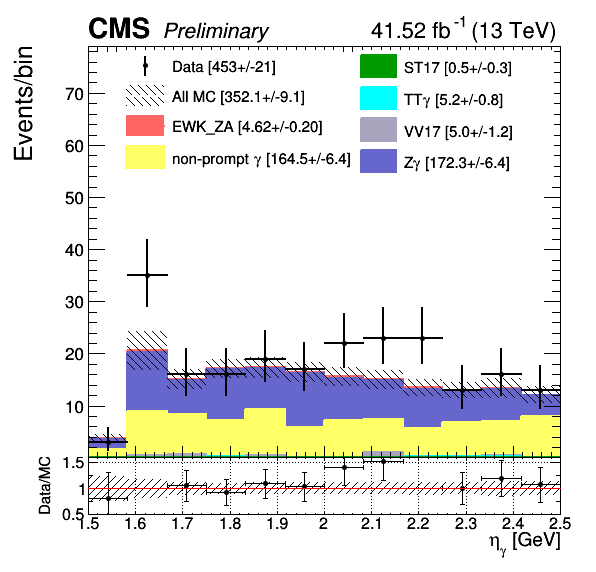 CMS Preliminary 41.52 fb⁻¹ (13 TeV)
Events/bin
Data [453+/-21]
All MC [352.1+/-9.1]
EWK_ZA [4.62+/-0.20]
non-prompt γ [164.5+/-6.4]
ST17 [0.5+/-0.3]
TTγ [5.2+/-0.8]
VV17 [5.0+/-1.2]
Zγ [172.3+/-6.4]
70
60
50
40
30
20
10
Data/MC
1.5
1
0.5
1.5 1.6 1.7 1.8 1.9 2 2.1 2.2 2.3 2.4 2.5
ηγ [GeV]